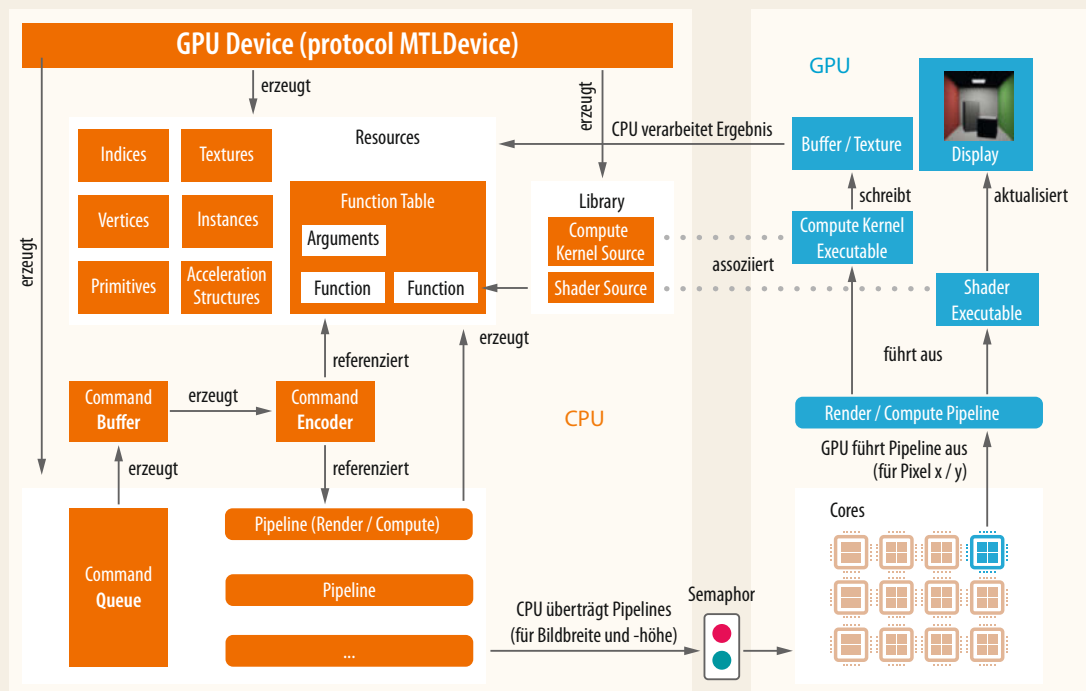 GPU Device (protocol MTLDevice)
GPU
erzeugt
erzeugt
erzeugt
Resources
CPU verarbeitet Ergebnis
Indices
Textures
Vertices
Instances
Primitives
Acceleration
Structures
Function Table
Arguments
Function
Function
Library
Compute
Kernel Source
Shader Source
assoziiert
Buffer / Texture
Display
schreibt
aktualisiert
Compute Kernel
Executable
Shader
Executable
führt aus
referenziert
erzeugt
Command
Buffer
erzeugt
Command
Encoder
CPU
Render / Compute Pipeline
erzeugt
referenziert
GPU führt Pipeline aus
(für Pixel x / y)
Command
Queue
Pipeline (Render / Compute)
Pipeline
...
CPU überträgt Pipelines
(für Bildbreite und -höhe)
Semaphor
Cores